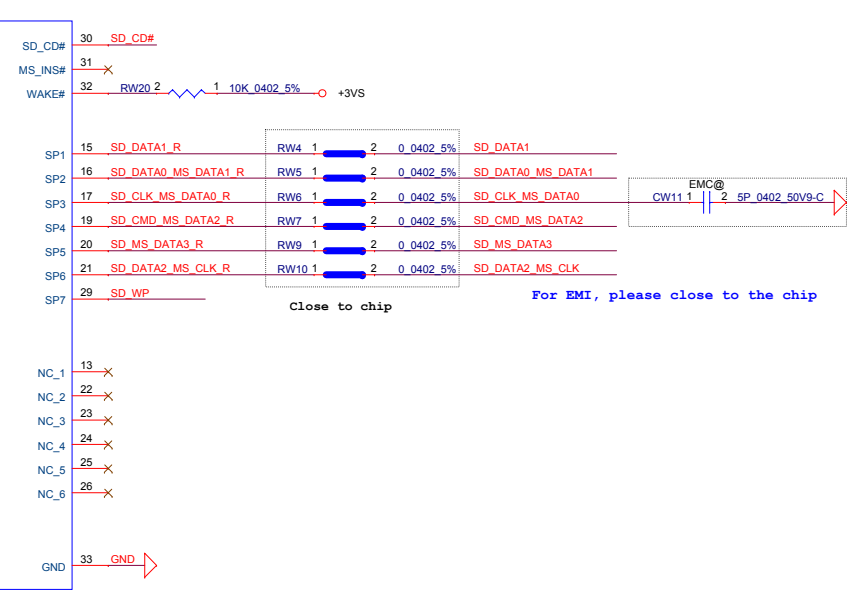 SD_CD# 30 SD_CD#
MS_INS# 31
WAKE# 32 RW20 2 1 10K_0402_5% +3VS
SP1 15 SD_DATA1_R RW4 1 2 0_0402_5% SD_DATA1
SP2 16 SD_DATA0_MS_DATA1_R RW5 1 2 0_0402_5% SD_DATA0_MS_DATA1
EMC@
SP3 17 SD_CLK_MS_DATA0_R RW6 1 2 0_0402_5% SD_CLK_MS_DATA0 CW11 1 2 5P_0402_50V9-C
SP4 19 SD_CMD_MS_DATA2_R RW7 1 2 0_0402_5% SD_CMD_MS_DATA2
SP5 20 SD_MS_DATA3_R RW9 1 2 0_0402_5% SD_MS_DATA3
SP6 21 SD_DATA2_MS_CLK_R RW10 1 2 0_0402_5% SD_DATA2_MS_CLK
SP7 29 SD_WP
Close to chip
For EMI, please close to the chip
NC_1 13
NC_2 22
NC_3 23
NC_4 24
NC_5 25
NC_6 26
GND 33 GND